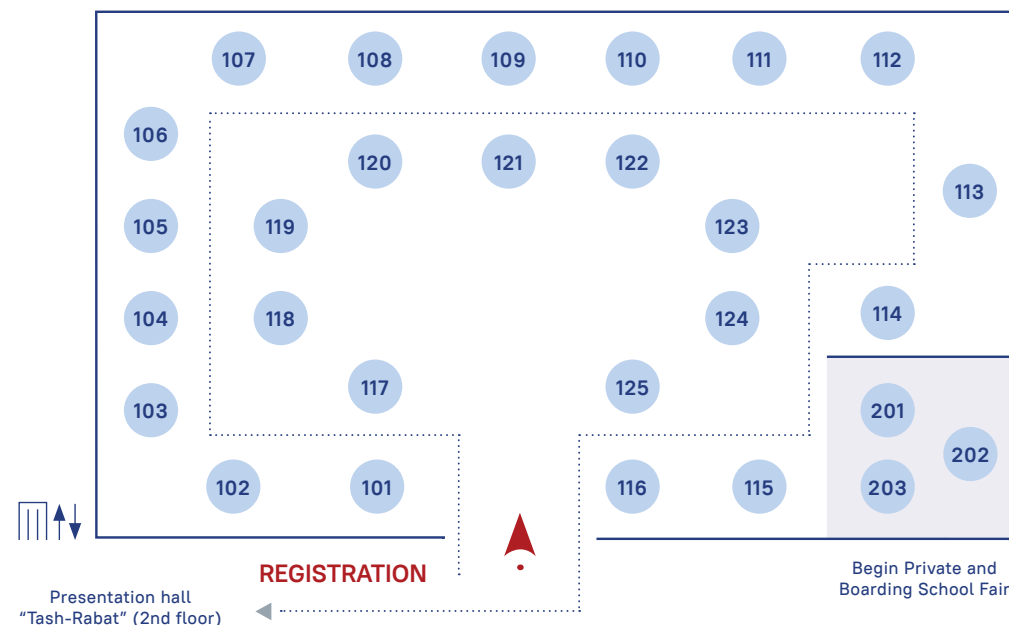 107 108 109 110 111 112
106
120 121 122
113
105 119 123
104 118 124 114
117 125
103 201
202
102 101 116 115 203
REGISTRATION
Begin Private and
Boarding School Fair
Presentation hall
“Tash-Rabat” (2nd floor)